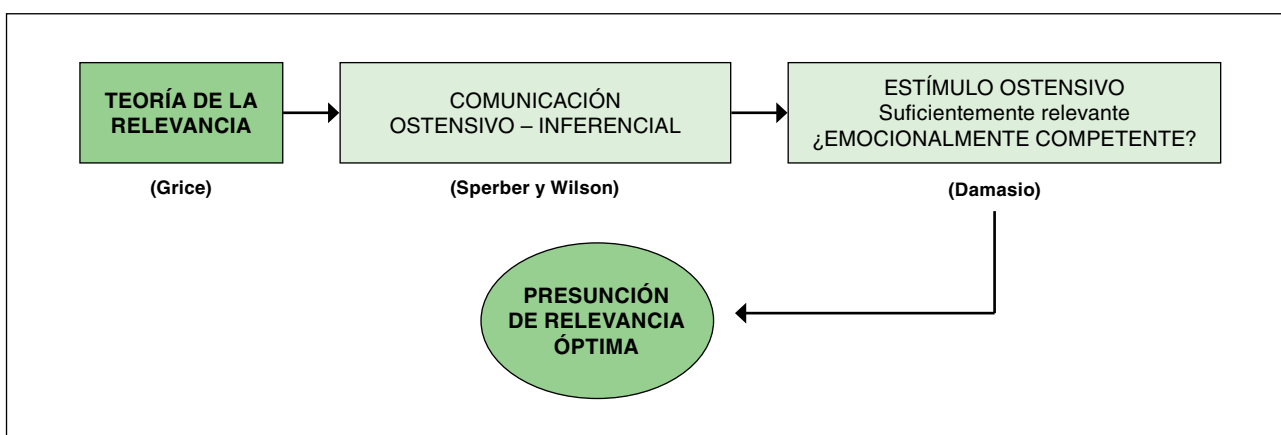 TEORÍA DE LA
RELEVANCIA
(Grice)
COMUNICACIÓN
OSTENSIVO – INFERENCIAL
(Sperber y Wilson)
ESTÍMULO OSTENSIVO
Suficientemente relevante
¿EMOCIONALMENTE COMPETENTE?
(Damasio)
PRESUNCIÓN
DE RELEVANCIA
ÓPTIMA